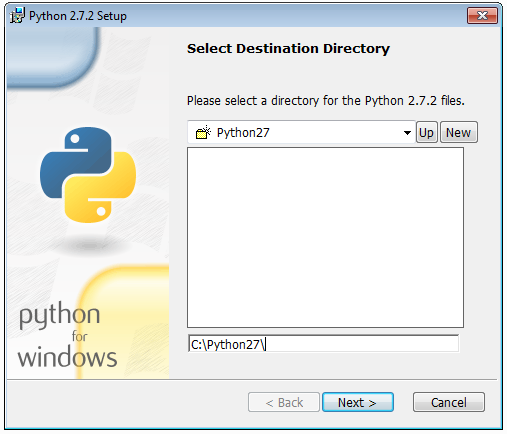 Python 2.7.2 Setup
Select Destination Directory
Please select a directory for the Python 2.7.2 files.
Python27
Up
New
C:\Python27\
python
for
windows
< Back
Next >
Cancel